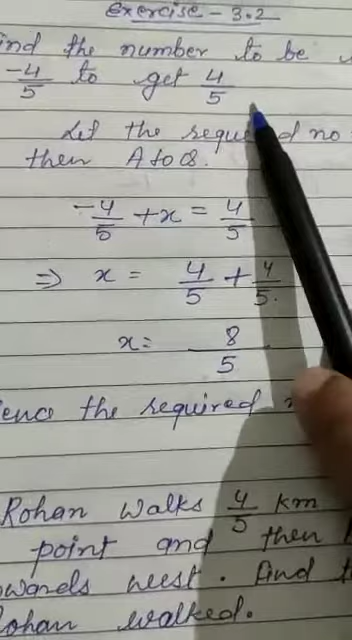 Exercise - 3.2
ind the number to be
-4/5 to get 4/5
Let the required no
then A to Q.
-4/5 + x = 4/5
⇒ x = 4/5 + 4/5.
x = 8/5
ence the required
Rohan walks 4/5 km
point and then
wards west. Find
Rohan walked.